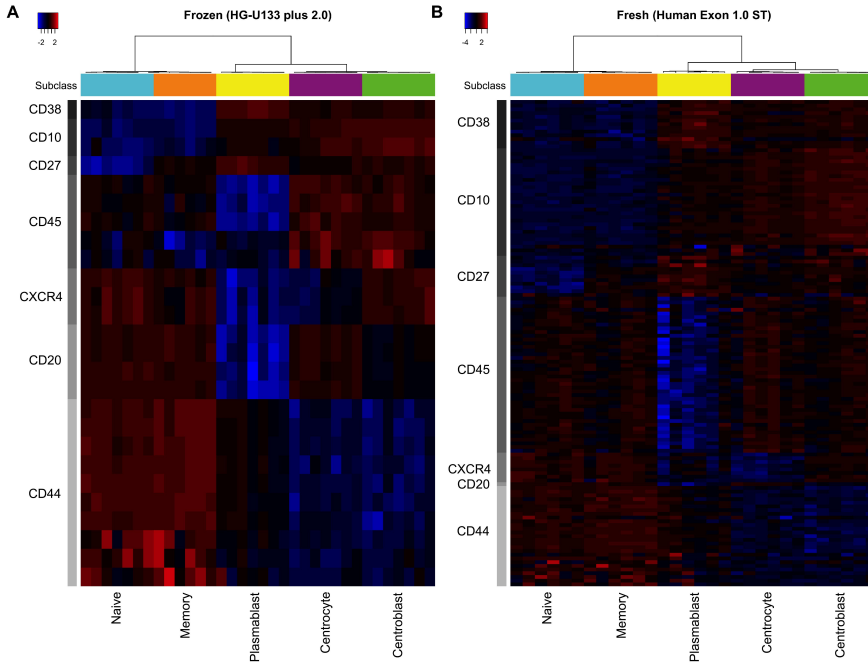 A
Frozen (HG-U133 plus 2.0)
-2 2
Subclass
CD38
CD10
CD27
CD45
CXCR4
CD20
CD44
Naive
Memory
Plasmablast
Centrocyte
Centroblast
B
Fresh (Human Exon 1.0 ST)
-4 2
Subclass
CD38
CD10
CD27
CD45
CXCR4
CD20
CD44
Naive
Memory
Plasmablast
Centrocyte
Centroblast